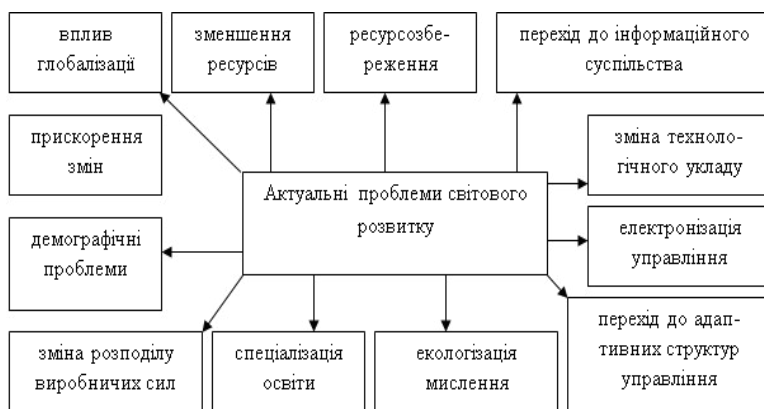 вплив
глобалізації
зменшення
ресурсів
ресурсозбе-
реження
перехід до інформаційного
суспільства
прискорення
змін
зміна техноло-
гічного укладу
Актуальні проблеми світового
розвитку
демографічні
проблеми
електронізація
управління
зміна розподілу
виробничих сил
спеціалізація
освіти
екологізація
мислення
перехід до адап-
тивних структур
управління